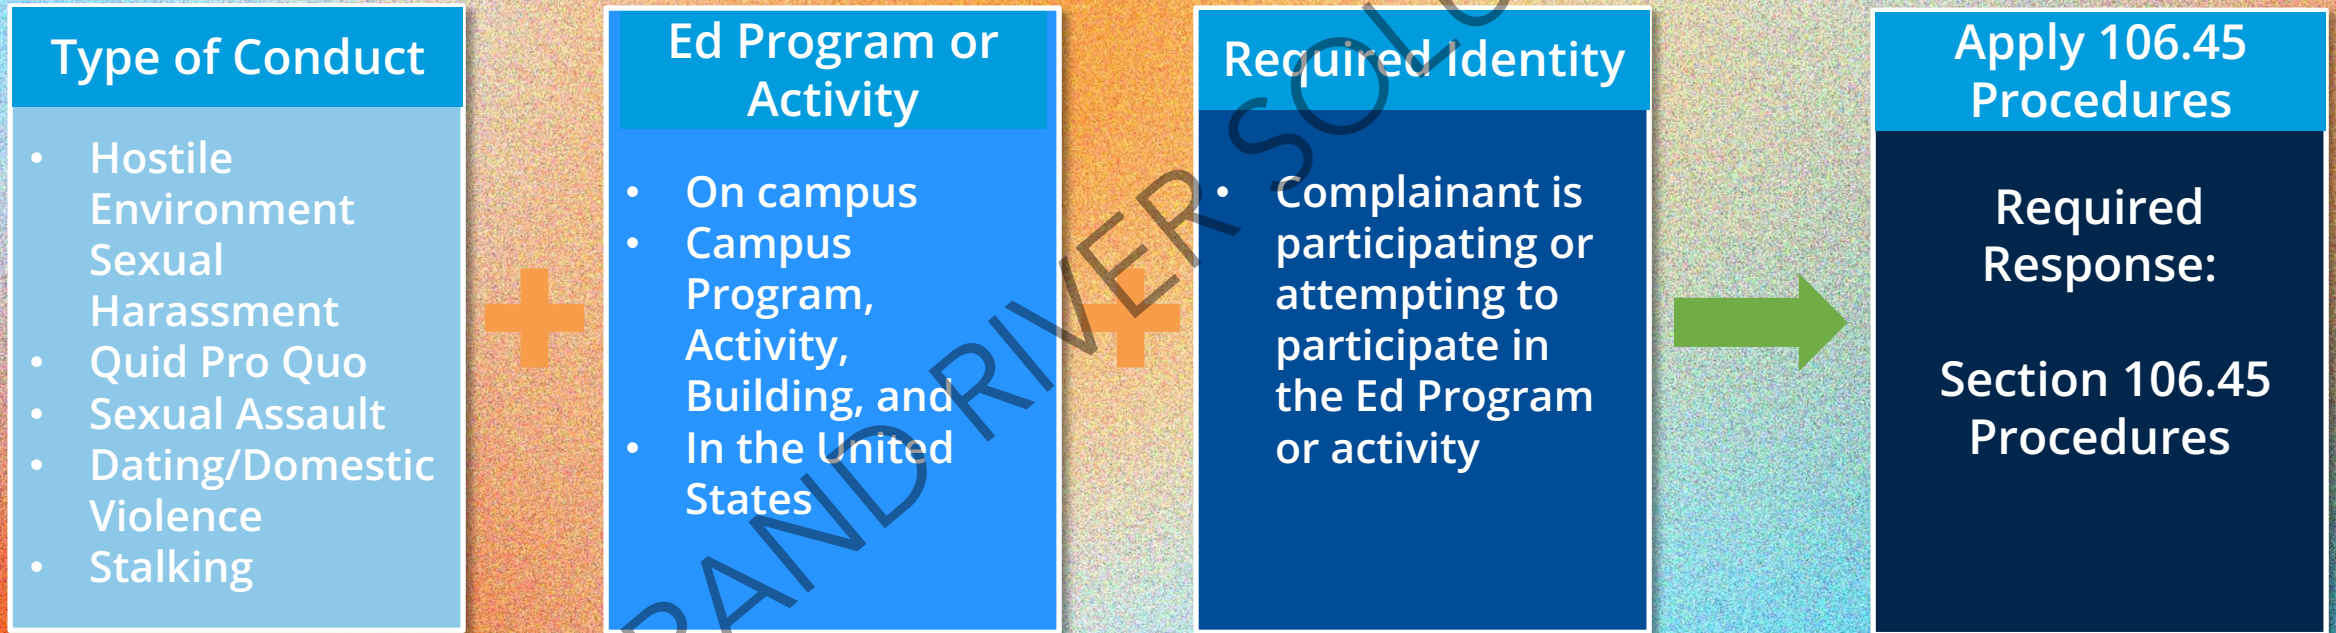 Type of Conduct
• Hostile
Environment
Sexual
Harassment
• Quid Pro Quo
• Sexual Assault
• Dating/Domestic
Violence
• Stalking
Ed Program or
Activity
• On campus
• Campus
Program,
Activity,
Building, and
• In the United
States
Required Identity
• Complainant is
participating or
attempting to
participate in
the Ed Program
or activity
Apply 106.45
Procedures
Required
Response:
Section 106.45
Procedures
RAND RIVER SOL